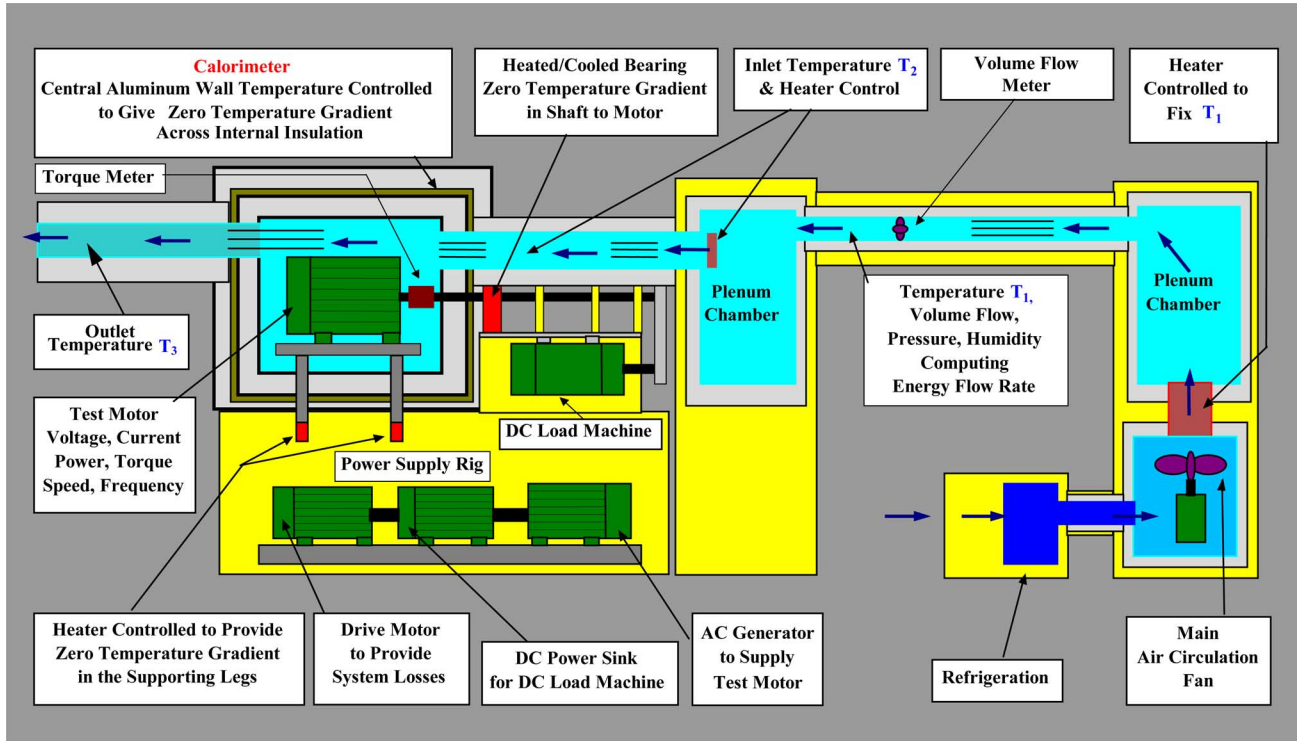 Calorimeter
Central Aluminum Wall Temperature Controlled
to Give Zero Temperature Gradient
Across Internal Insulation
Heated/Cooled Bearing
Zero Temperature Gradient
in Shaft to Motor
Inlet Temperature T2
& Heater Control
Volume Flow
Meter
Heater
Controlled to
Fix T1
Torque Meter
Plenum
Chamber
Plenum
Chamber
Temperature T1,
Volume Flow,
Pressure, Humidity
Computing
Energy Flow Rate
Outlet
Temperature T3
Test Motor
Voltage, Current
Power, Torque
Speed, Frequency
DC Load Machine
Power Supply Rig
Heater Controlled to Provide
Zero Temperature Gradient
in the Supporting Legs
Drive Motor
to Provide
System Losses
DC Power Sink
for DC Load Machine
AC Generator
to Supply
Test Motor
Refrigeration
Main
Air Circulation
Fan